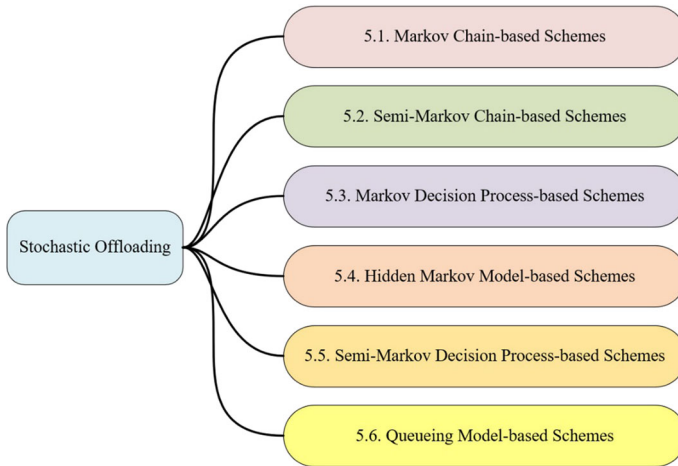 Stochastic Offloading
5.1. Markov Chain-based Schemes
5.2. Semi-Markov Chain-based Schemes
5.3. Markov Decision Process-based Schemes
5.4. Hidden Markov Model-based Schemes
5.5. Semi-Markov Decision Process-based Schemes
5.6. Queueing Model-based Schemes